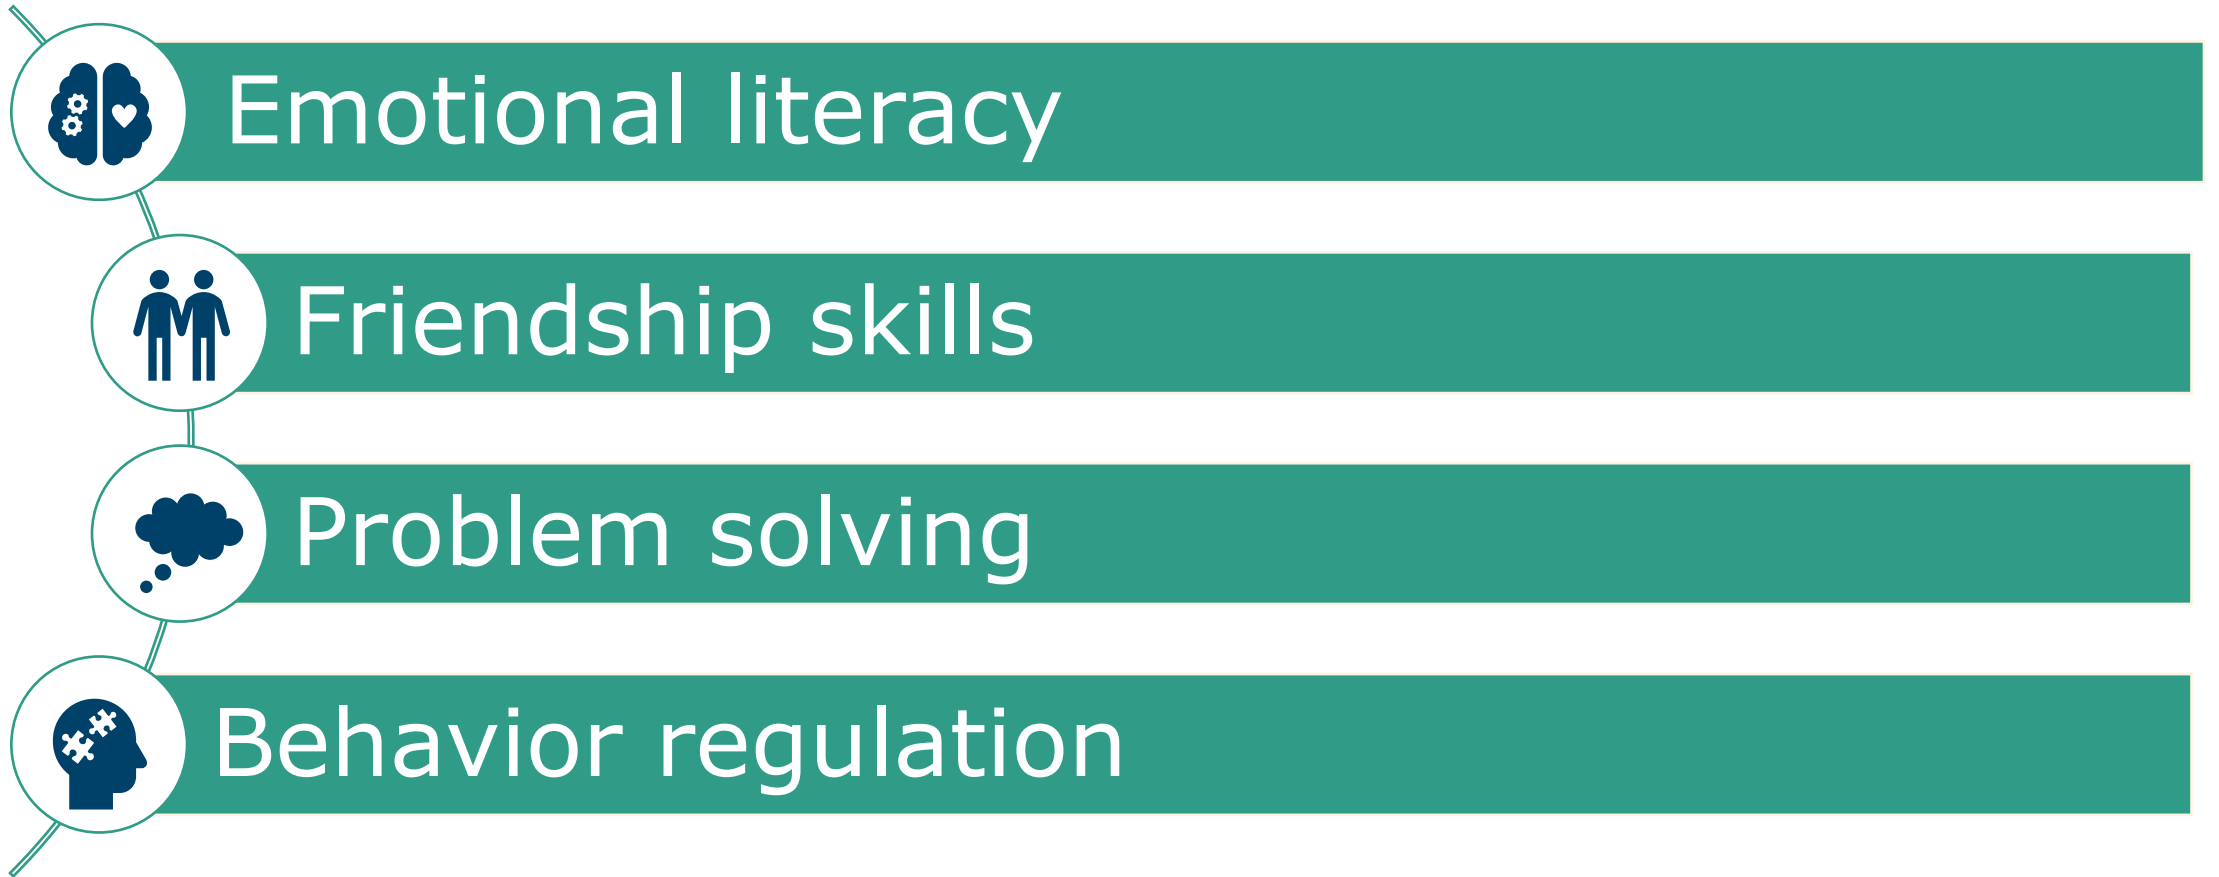 Emotional literacy
Friendship skills
Problem solving
Behavior regulation